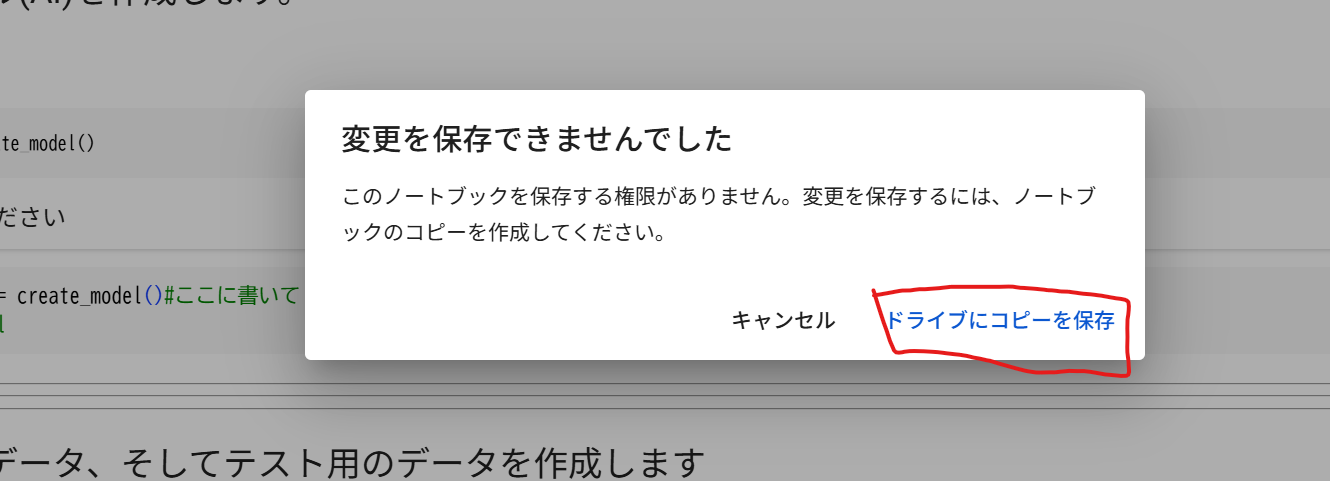 を作成します。
te_model()
変更を保存できませんでした
このノートブックを保存する権限がありません。変更を保存するには、ノートブ
ックのコピーを作成してください。
ださい
= create_model()#ここに書いて
l
キャンセル
ドライブにコピーを保存
データ、そしてテスト用のデータを作成します